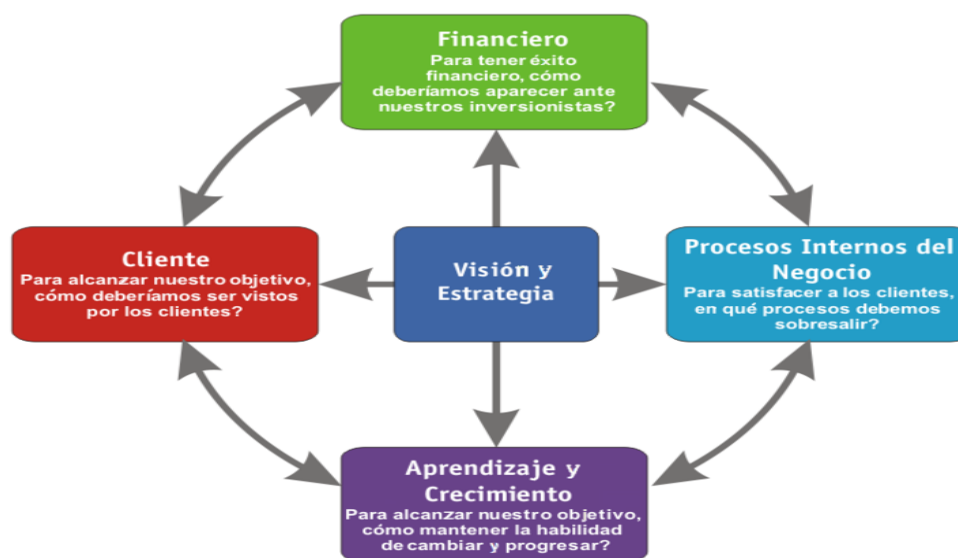 Financiero
Para tener éxito
financiero, cómo
deberíamos aparecer ante
nuestros inversionistas?
Cliente
Para alcanzar nuestro objetivo,
cómo deberíamos ser vistos
por los clientes?
Visión y
Estrategia
Procesos Internos del
Negocio
Para satisfacer a los clientes,
en qué procesos debemos
sobresalir?
Aprendizaje y
Crecimiento
Para alcanzar nuestro objetivo,
cómo mantener la habilidad
de cambiar y progresar?